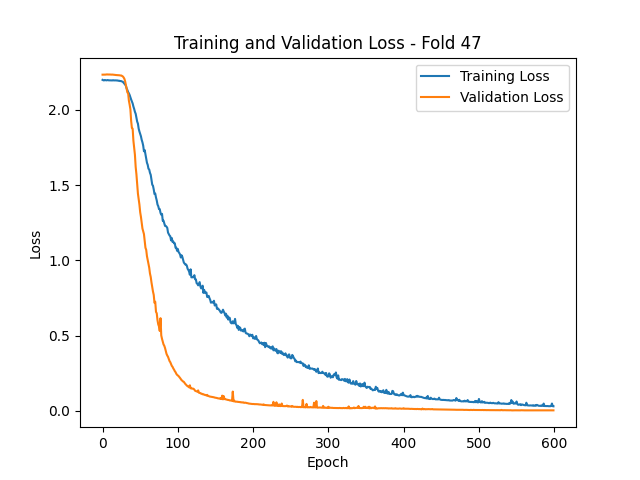 Training and Validation Loss - Fold 47
Training Loss
Validation Loss
Loss
2.0
1.5
1.0
0.5
0.0
0 100 200 300 400 500 600
Epoch